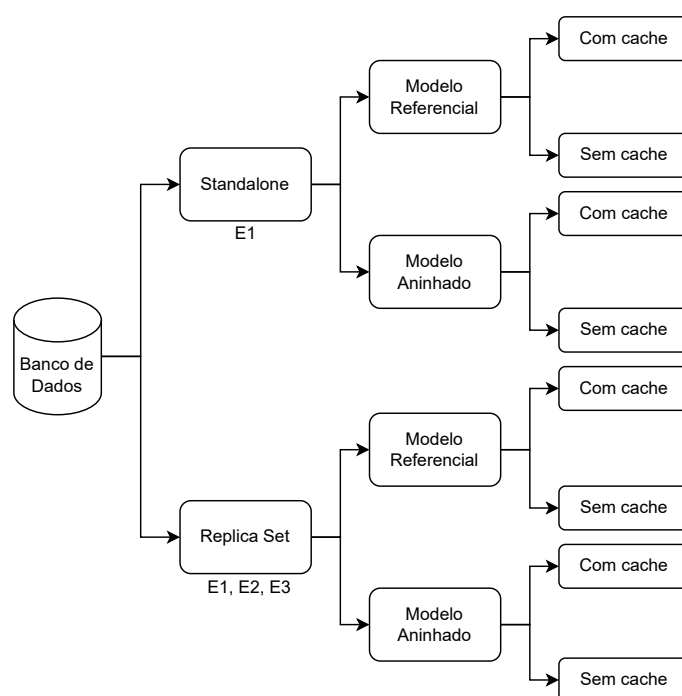 Com cache
Modelo
Referencial
Sem cache
Standalone
E1
Com cache
Modelo
Aninhado
Sem cache
Banco de
Dados
Com cache
Modelo
Referencial
Sem cache
Replica Set
E1, E2, E3
Com cache
Modelo
Aninhado
Sem cache